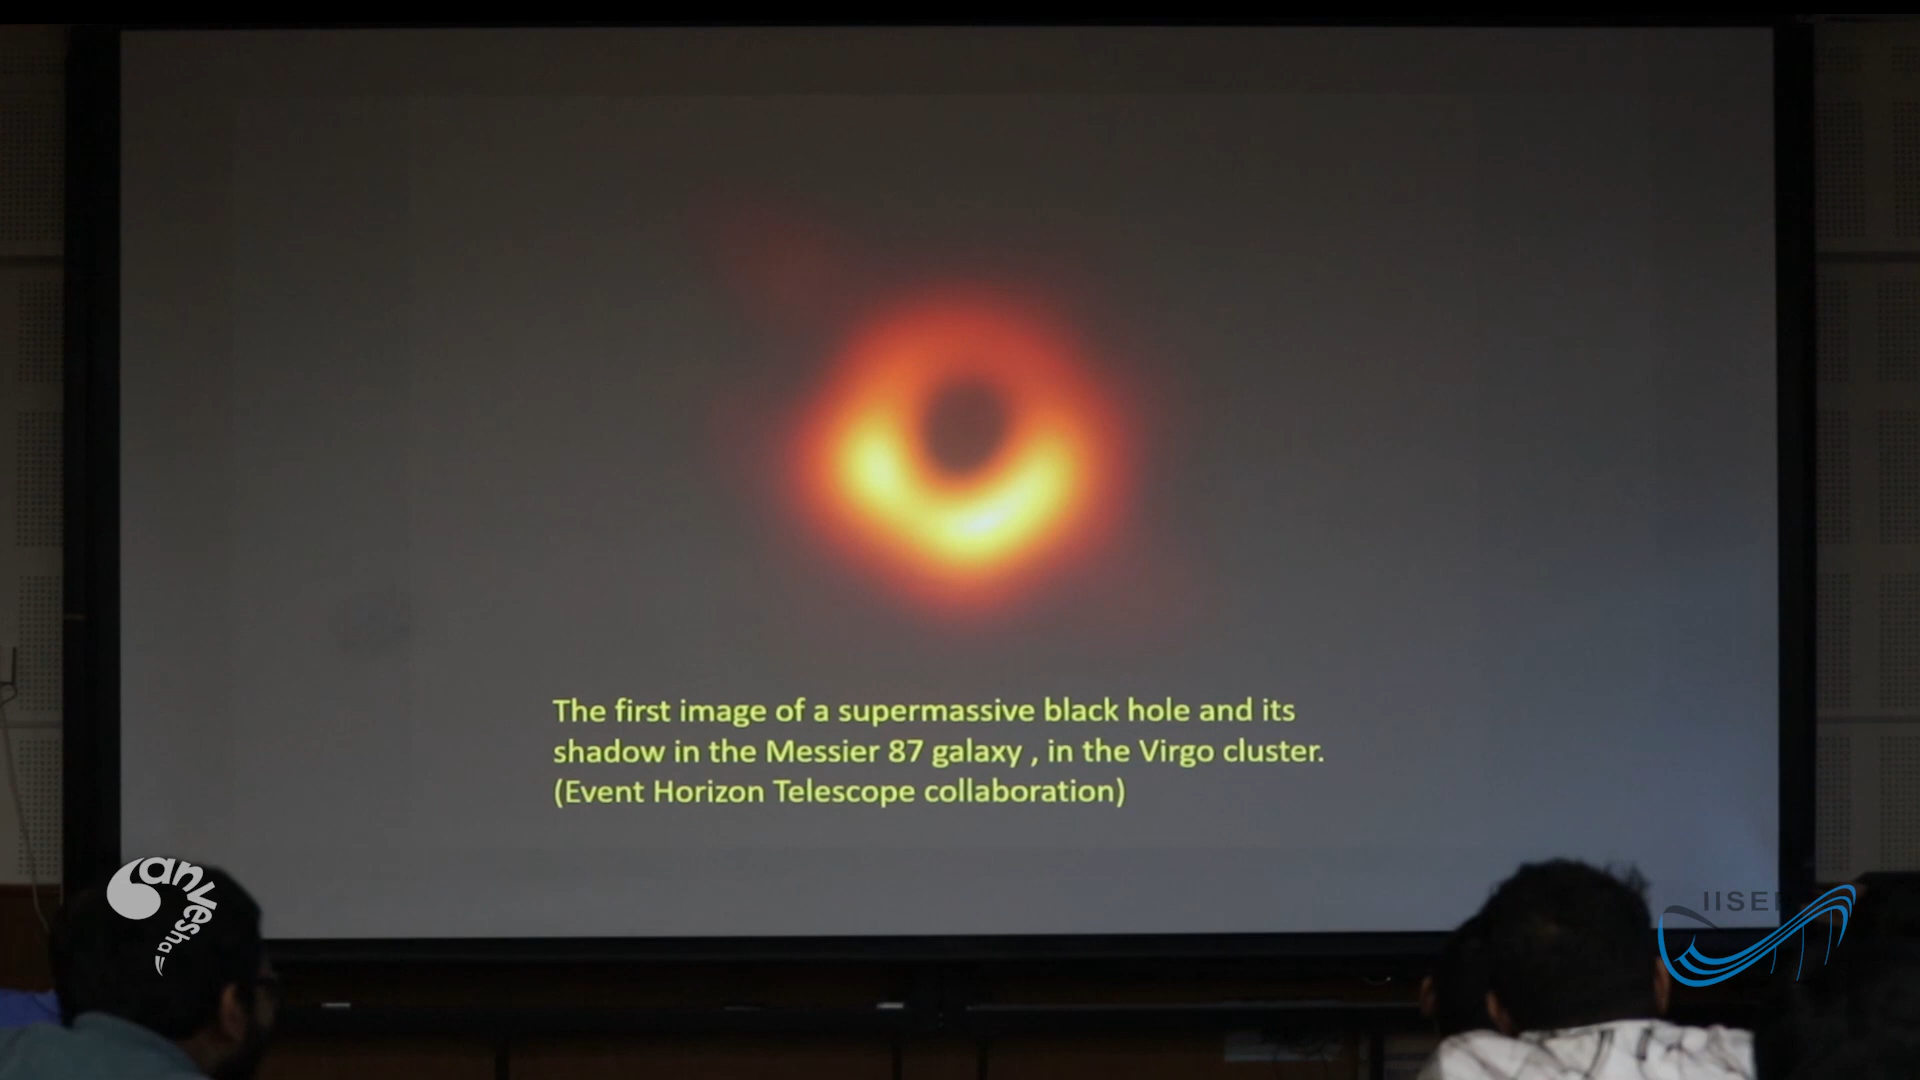 The first image of a supermassive black hole and its
shadow in the Messier 87 galaxy , in the Virgo cluster.
(Event Horizon Telescope collaboration)
anvesha
IISER